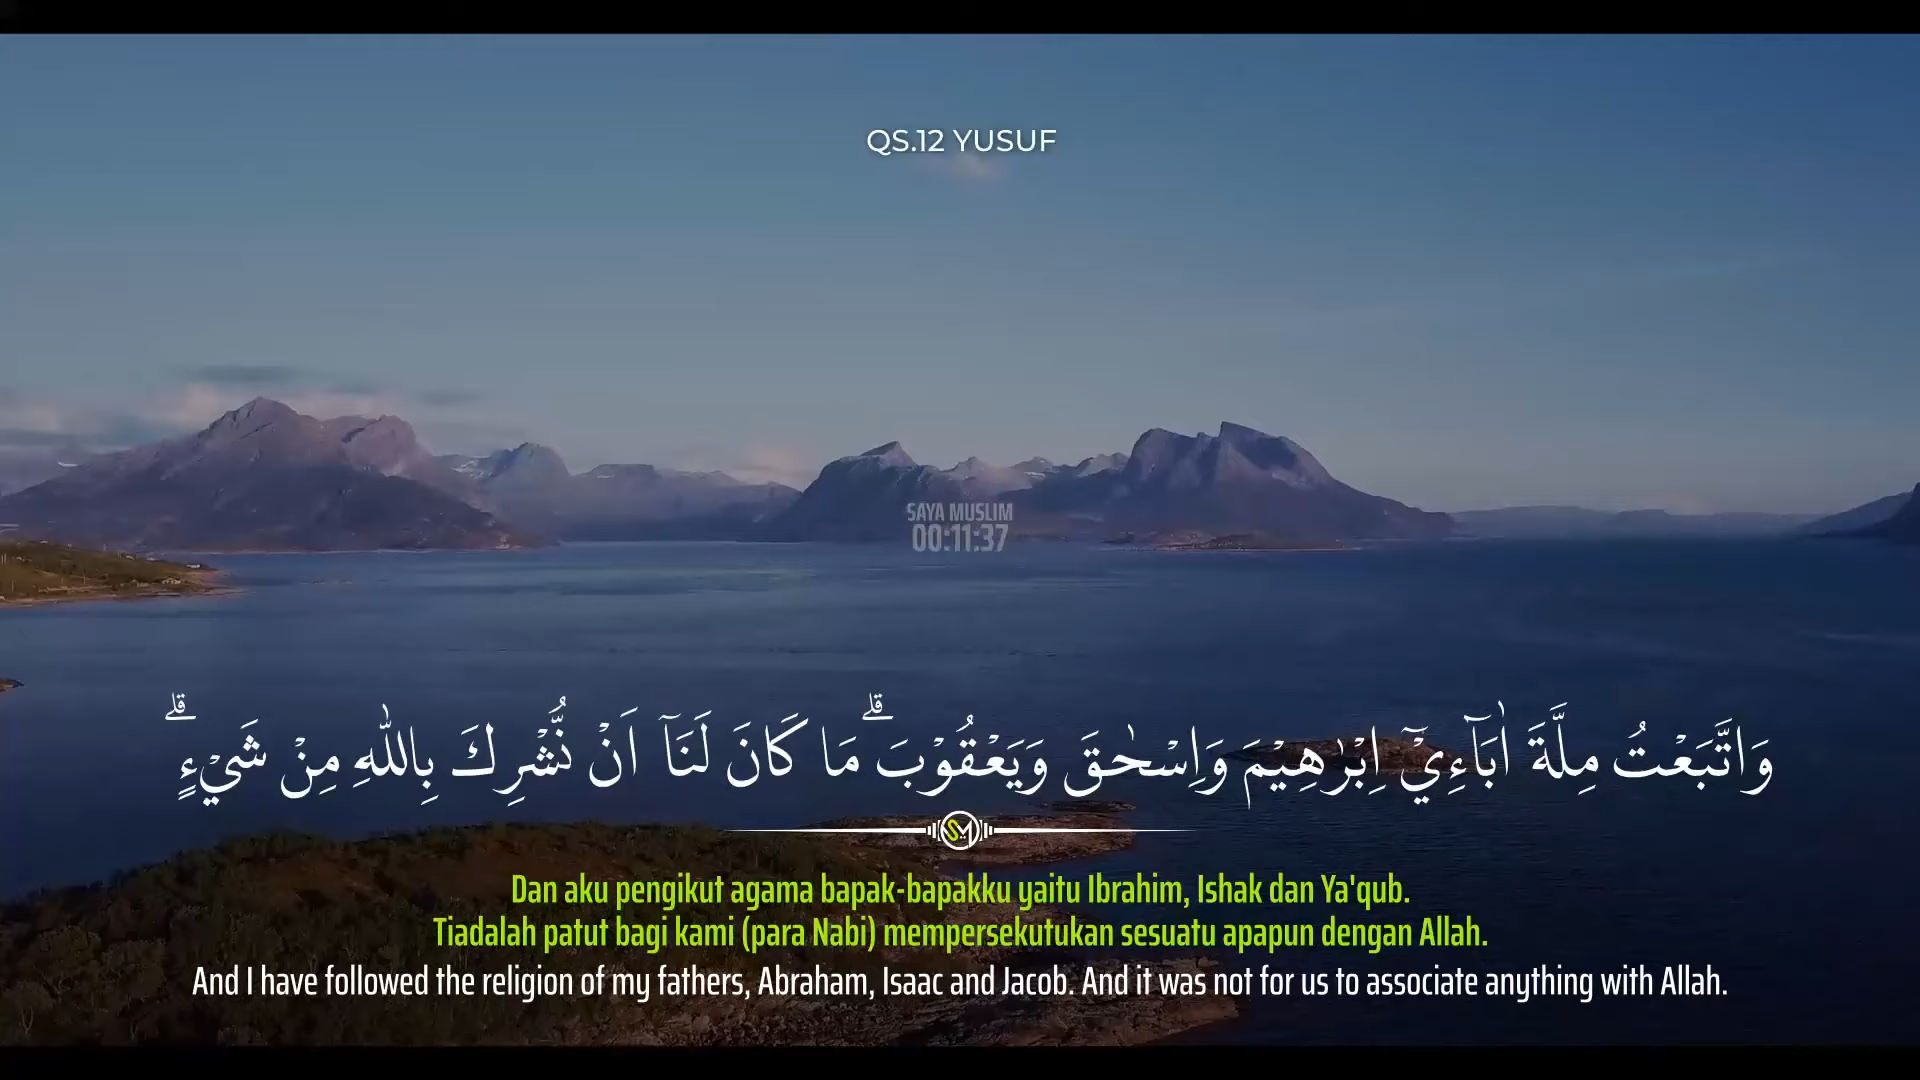 QS.12 YUSUF
SAYA MUSLIM
00:11:37
وَاتَّبَعْتُ مِلَّةَ اٰبَاۤءِيْٓ اِبْرٰهِيْمَ وَاِسْحٰقَ وَيَعْقُوْبَۗ مَا كَانَ لَنَآ اَنْ نُّشْرِكَ بِاللّٰهِ مِنْ شَيْءٍۗ
SM
Dan aku pengikut agama bapak-bapakku yaitu Ibrahim, Ishak dan Ya'qub.
Tiadalah patut bagi kami (para Nabi) mempersekutukan sesuatu apapun dengan Allah.
And I have followed the religion of my fathers, Abraham, Isaac and Jacob. And it was not for us to associate anything with Allah.